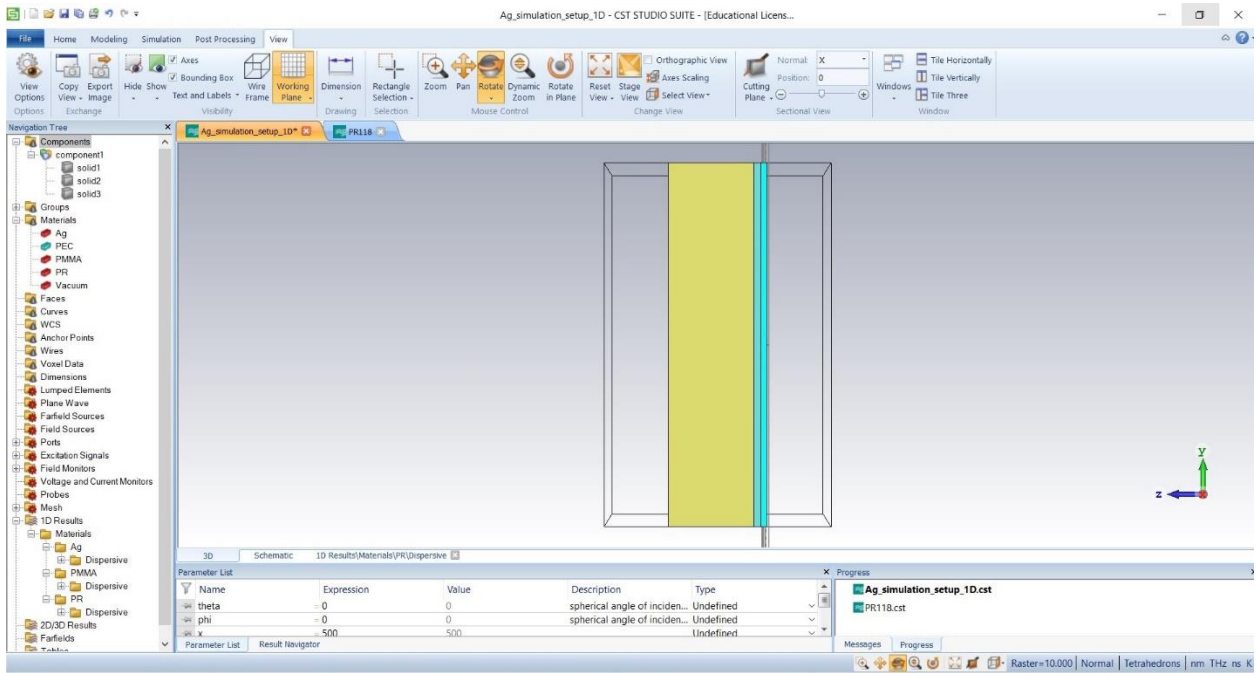 Ag_simulation_setup_1D - CST STUDIO SUITE - [Educational Licens...
File Home Modeling Simulation Post Processing View
View Options
Copy View
Export Image
Hide Show
Axes
Bounding Box
Text and Labels
Wire Frame
Working Plane
Dimension
Rectangle Selection
Zoom Pan Rotate Dynamic Zoom Rotate in Plane
Reset View Stage View
Orthographic View
Axes Scaling
Select View
Cutting Plane
Normal: X
Position: 0
Windows
Tile Horizontally
Tile Vertically
Tile Three
Options Exchange Visibility Drawing Selection Mouse Control Change View Sectional View Window
Navigation Tree
Ag_simulation_setup_1D* PR118
Components
component1
solid1
solid2
solid3
Groups
Materials
Ag
PEC
PMMA
PR
Vacuum
Faces
Curves
WCS
Anchor Points
Wires
Voxel Data
Dimensions
Lumped Elements
Plane Wave
Farfield Sources
Field Sources
Ports
Excitation Signals
Field Monitors
Voltage and Current Monitors
Probes
Mesh
1D Results
Materials
Ag
Dispersive
PMMA
Dispersive
PR
Dispersive
2D/3D Results
Farfields
Tables
y
z
3D Schematic 1D Results\Materials\PR\Dispersive
Parameter List
Name Expression Value Description Type
theta = 0 0 spherical angle of inciden... Undefined
phi = 0 0 spherical angle of inciden... Undefined
x = 500 500 Undefined
Parameter List Result Navigator
Progress
Ag_simulation_setup_1D.cst
PR118.cst
Messages Progress
Raster=10.000 Normal Tetrahedrons nm THz ns K